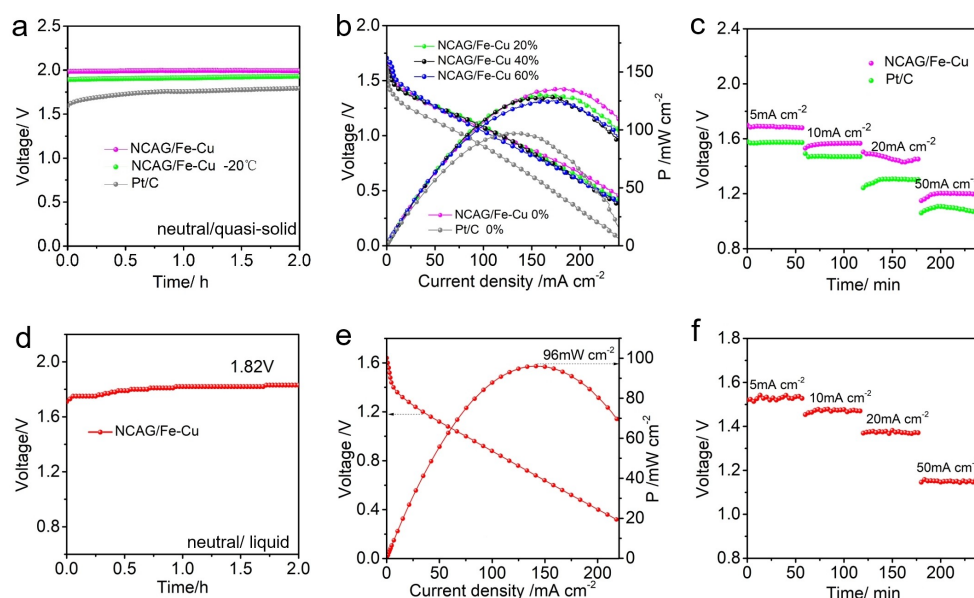 a
2.5
2.0
1.5
1.0
0.5
0.0
Voltage/ V
NCAG/Fe-Cu
NCAG/Fe-Cu -20℃
Pt/C
neutral/quasi-solid
0.0 0.5 1.0 1.5 2.0
Time/ h
b
2.0
1.5
1.0
0.5
0.0
Voltage /V
NCAG/Fe-Cu 20%
NCAG/Fe-Cu 40%
NCAG/Fe-Cu 60%
NCAG/Fe-Cu 0%
Pt/C 0%
150
100
50
0
P /mW cm-2
0 50 100 150 200
Current density /mA cm-2
c
2.0
1.6
1.2
0.8
Voltage/ V
NCAG/Fe-Cu
Pt/C
5mA cm-2
10mA cm-2
20mA cm-2
50mA cm-2
0 50 100 150 200
Time/ min
d
1.8
1.2
0.6
Voltage/V
1.82V
NCAG/Fe-Cu
neutral/ liquid
0.0 0.5 1.0 1.5 2.0
Time/h
e
1.6
1.2
0.8
0.4
0.0
Voltage /V
96mW cm-2
100
80
60
40
20
0
P /mW cm-2
0 50 100 150 200
Current density /mA cm-2
f
1.8
1.6
1.4
1.2
1.0
0.8
Voltage/ V
5mA cm-2
10mA cm-2
20mA cm-2
50mA cm-2
0 50 100 150 200
Time/ min